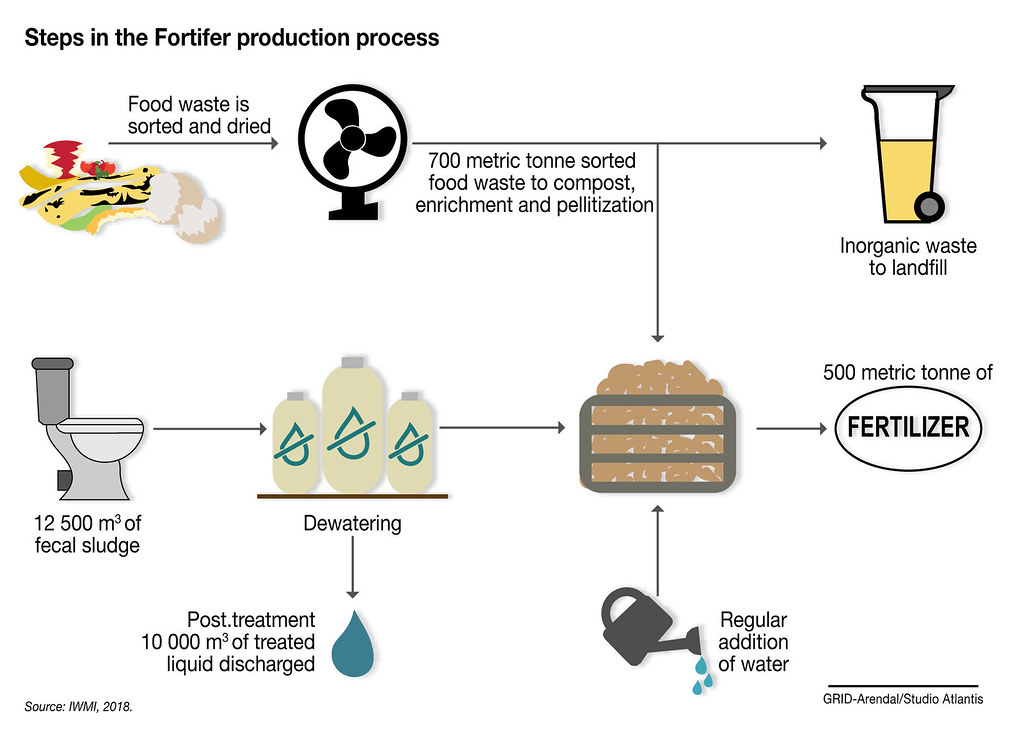 Steps in the Fortifer production process
Food waste is
sorted and dried
700 metric tonne sorted
food waste to compost,
enrichment and pellitization
Inorganic waste
to landfill
12 500 m³ of
fecal sludge
Dewatering
500 metric tonne of
FERTILIZER
Post.treatment
10 000 m³ of treated
liquid discharged
Regular
addition
of water
Source: IWMI, 2018.
GRID-Arendal/Studio Atlantis